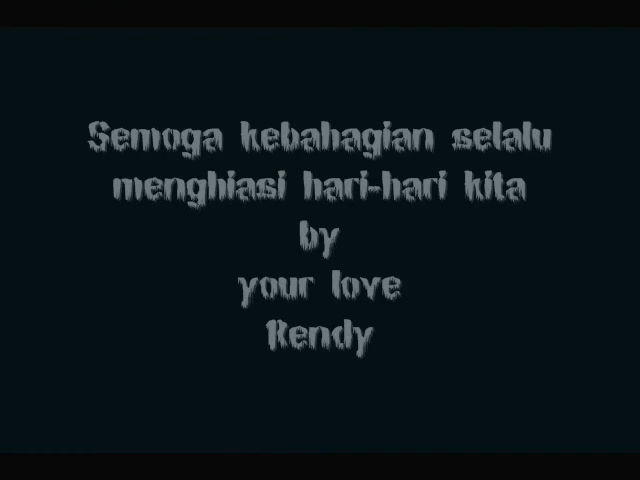 Semoga kebahagian selalu
menghiasi hari-hari kita
by
your love
Rendy